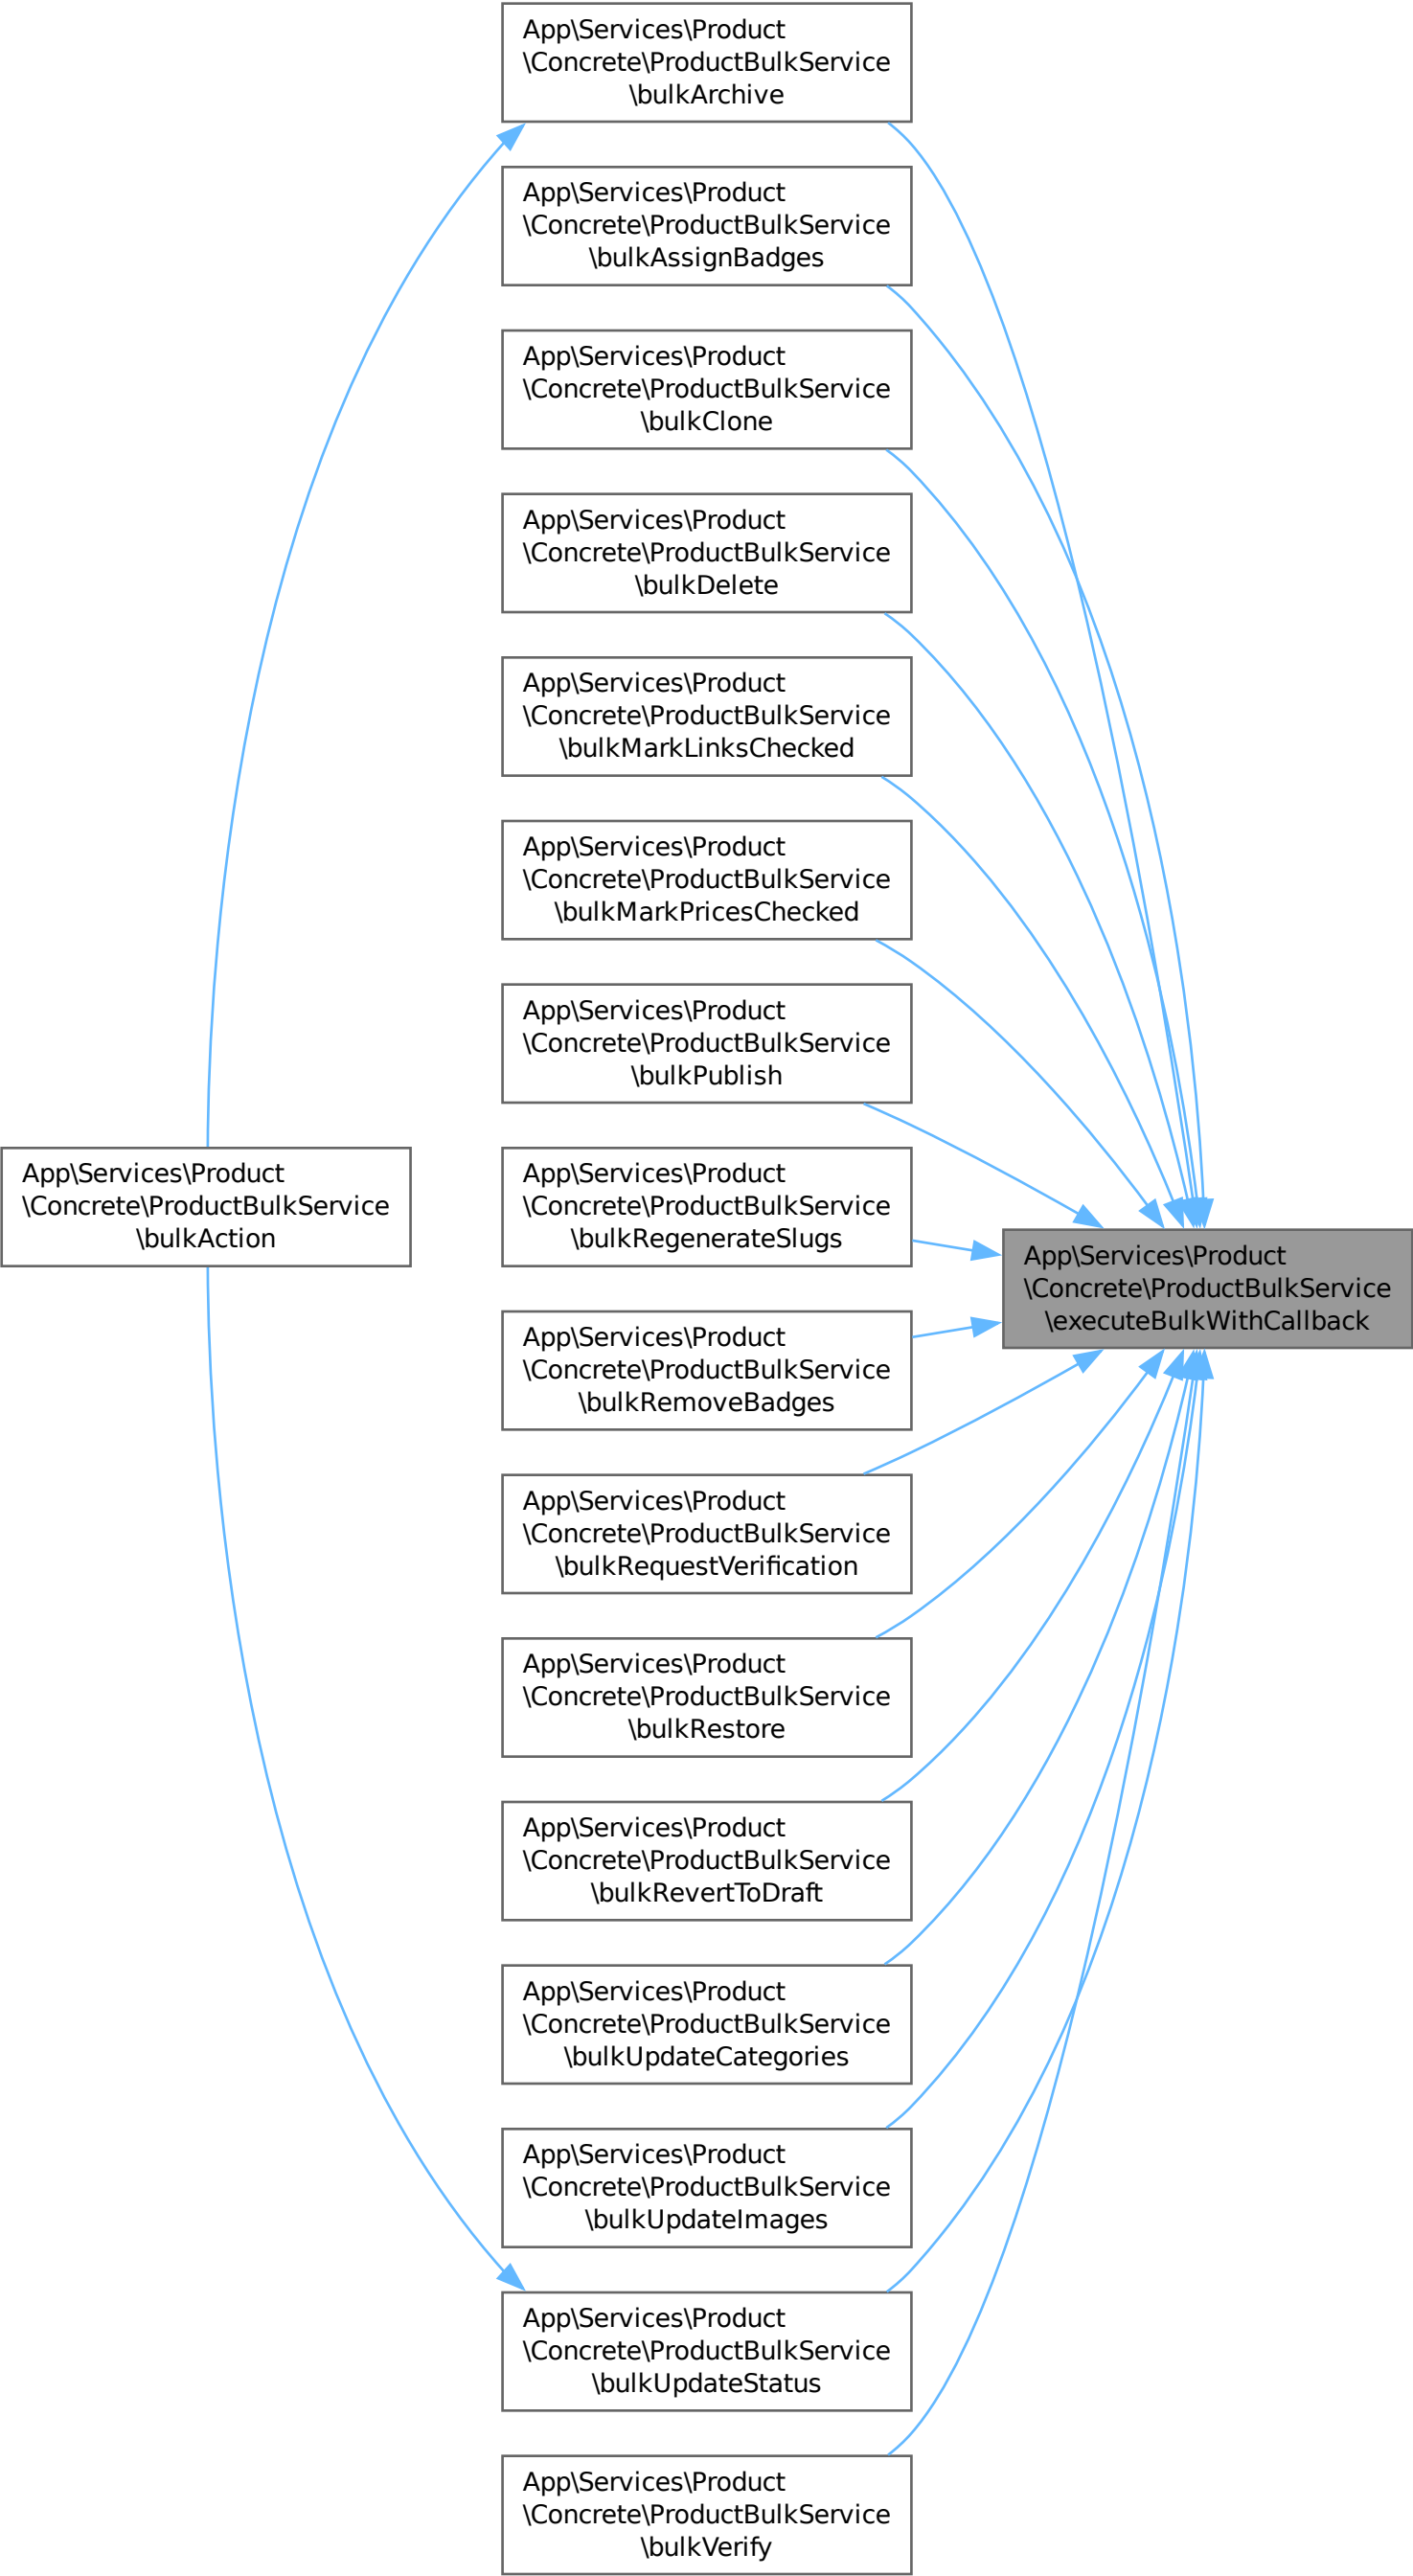 App\Services\Product
\Concrete\ProductBulkService
\bulkArchive
App\Services\Product
\Concrete\ProductBulkService
\bulkAssignBadges
App\Services\Product
\Concrete\ProductBulkService
\bulkClone
App\Services\Product
\Concrete\ProductBulkService
\bulkDelete
App\Services\Product
\Concrete\ProductBulkService
\bulkMarkLinksChecked
App\Services\Product
\Concrete\ProductBulkService
\bulkMarkPricesChecked
App\Services\Product
\Concrete\ProductBulkService
\bulkPublish
App\Services\Product
\Concrete\ProductBulkService
\bulkAction
App\Services\Product
\Concrete\ProductBulkService
\bulkRegenerateSlugs
App\Services\Product
\Concrete\ProductBulkService
\executeBulkWithCallback
App\Services\Product
\Concrete\ProductBulkService
\bulkRemoveBadges
App\Services\Product
\Concrete\ProductBulkService
\bulkRequestVerification
App\Services\Product
\Concrete\ProductBulkService
\bulkRestore
App\Services\Product
\Concrete\ProductBulkService
\bulkRevertToDraft
App\Services\Product
\Concrete\ProductBulkService
\bulkUpdateCategories
App\Services\Product
\Concrete\ProductBulkService
\bulkUpdateImages
App\Services\Product
\Concrete\ProductBulkService
\bulkUpdateStatus
App\Services\Product
\Concrete\ProductBulkService
\bulkVerify